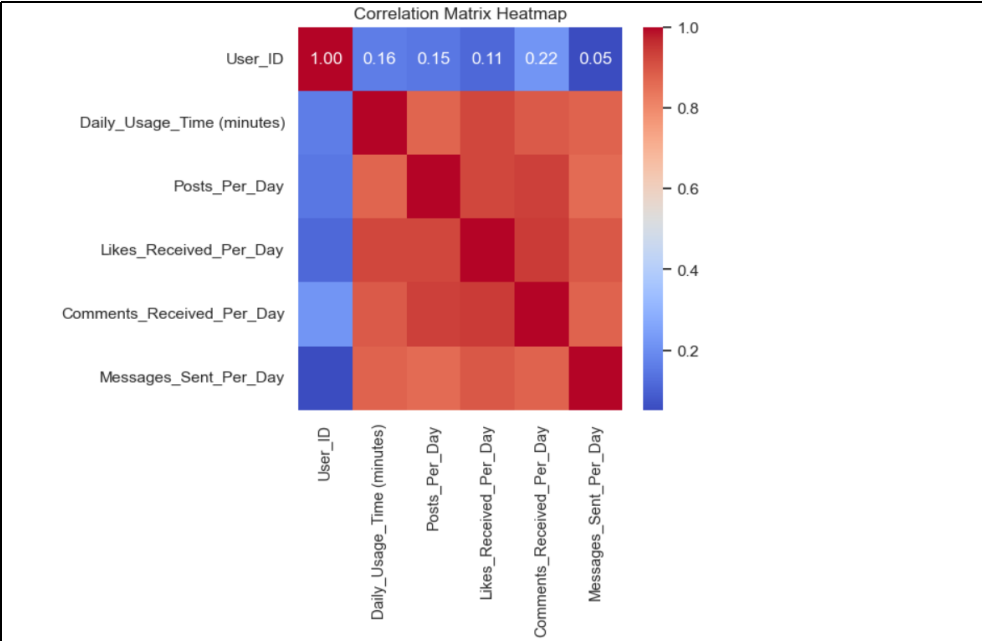 Correlation Matrix Heatmap
User_ID 1.00 0.16 0.15 0.11 0.22 0.05
Daily_Usage_Time (minutes)
Posts_Per_Day
Likes_Received_Per_Day
Comments_Received_Per_Day
Messages_Sent_Per_Day
1.0
0.8
0.6
0.4
0.2
User_ID
Daily_Usage_Time (minutes)
Posts_Per_Day
Likes_Received_Per_Day
Comments_Received_Per_Day
Messages_Sent_Per_Day